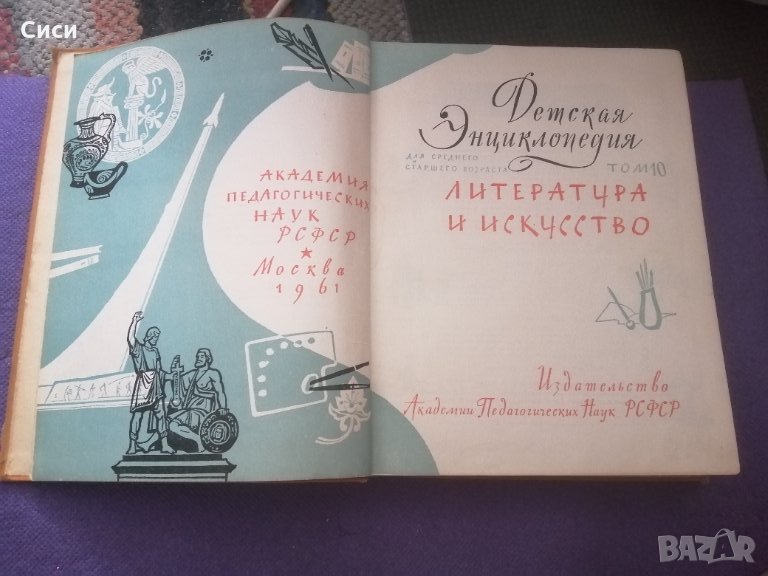 Сиси
АКАДЕМИЯ
ПЕДАГОГИЧЕСКИХ
НАУК
РСФСР
Москва
1961
Детская
Энциклопедия
ДЛЯ СРЕДНЕГО
И
СТАРШЕГО ВОЗРАСТА
ТОМ 10
ЛИТЕРАТУРА
И ИСКУССТВО
Издательство
Академии Педагогических Наук РСФСР
BAZAR